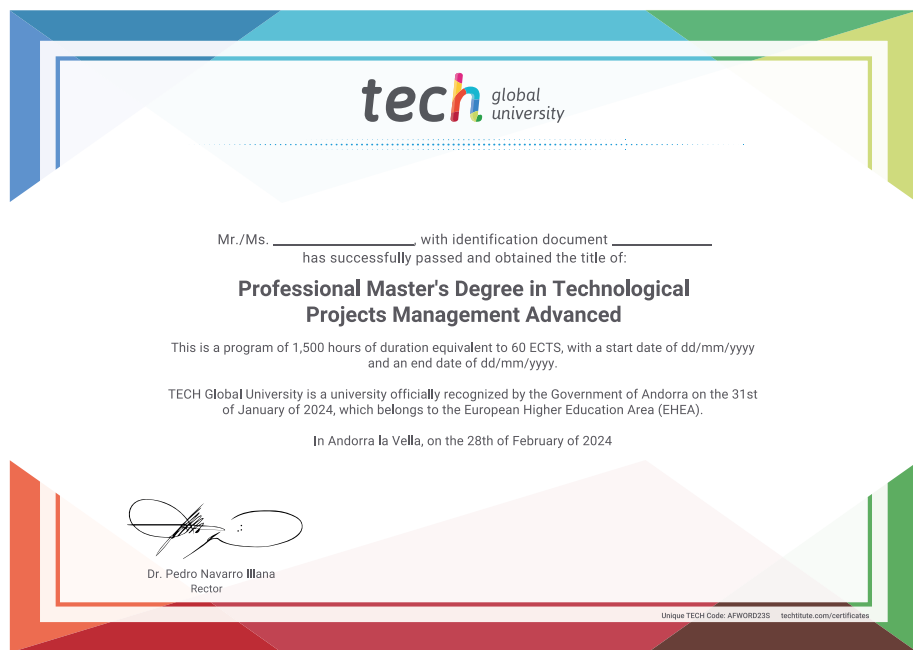 tech global
university
Mr./Ms. ____________, with identification document ____________
has successfully passed and obtained the title of:
Professional Master's Degree in Technological
Projects Management Advanced
This is a program of 1,500 hours of duration equivalent to 60 ECTS, with a start date of dd/mm/yyyy
and an end date of dd/mm/yyyy.
TECH Global University is a university officially recognized by the Government of Andorra on the 31st
of January of 2024, which belongs to the European Higher Education Area (EHEA).
In Andorra la Vella, on the 28th of February of 2024
Dr. Pedro Navarro Illana
Rector
Unique TECH Code: AFWORD23S techtitute.com/certificates